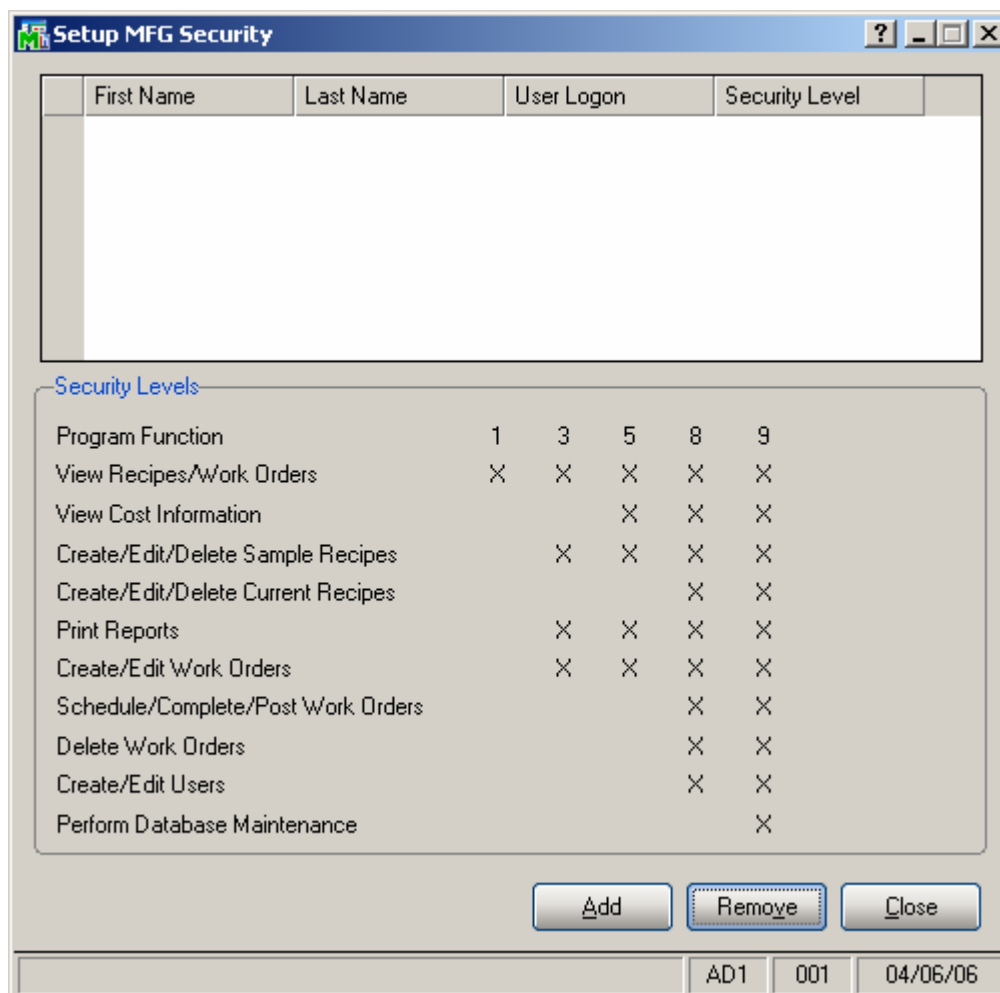 Setup MFG Security
First Name Last Name User Logon Security Level
Security Levels
Program Function 1 3 5 8 9
View Recipes/Work Orders X X X X X
View Cost Information X X X
Create/Edit/Delete Sample Recipes X X X X
Create/Edit/Delete Current Recipes X X
Print Reports X X X X
Create/Edit Work Orders X X X X
Schedule/Complete/Post Work Orders X X
Delete Work Orders X X
Create/Edit Users X X
Perform Database Maintenance X
Add Remove Close
AD1 001 04/06/06